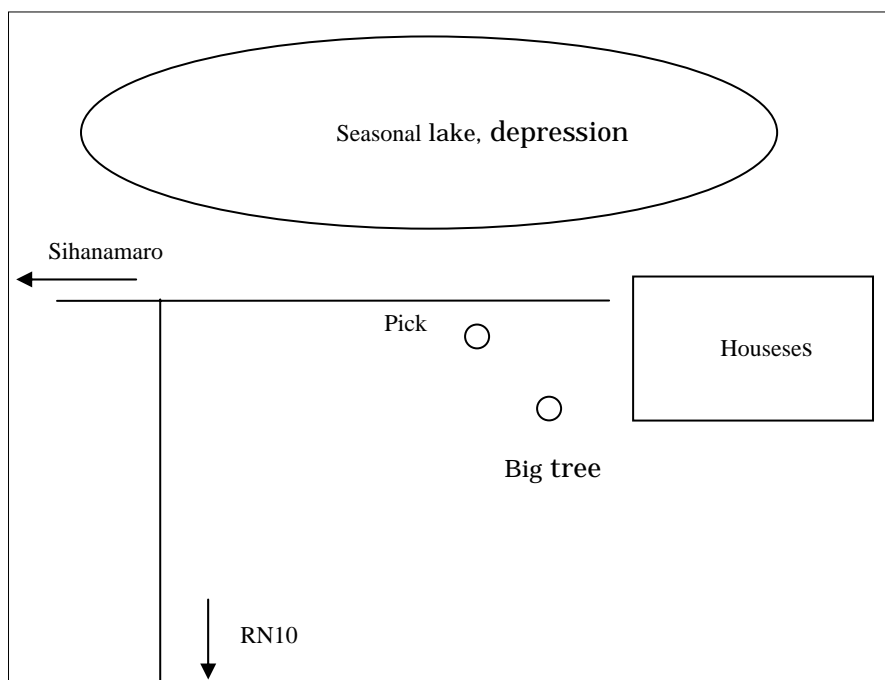 Seasonal lake, depression
Sihanamaro
Pick
Houseses
Big tree
RN10